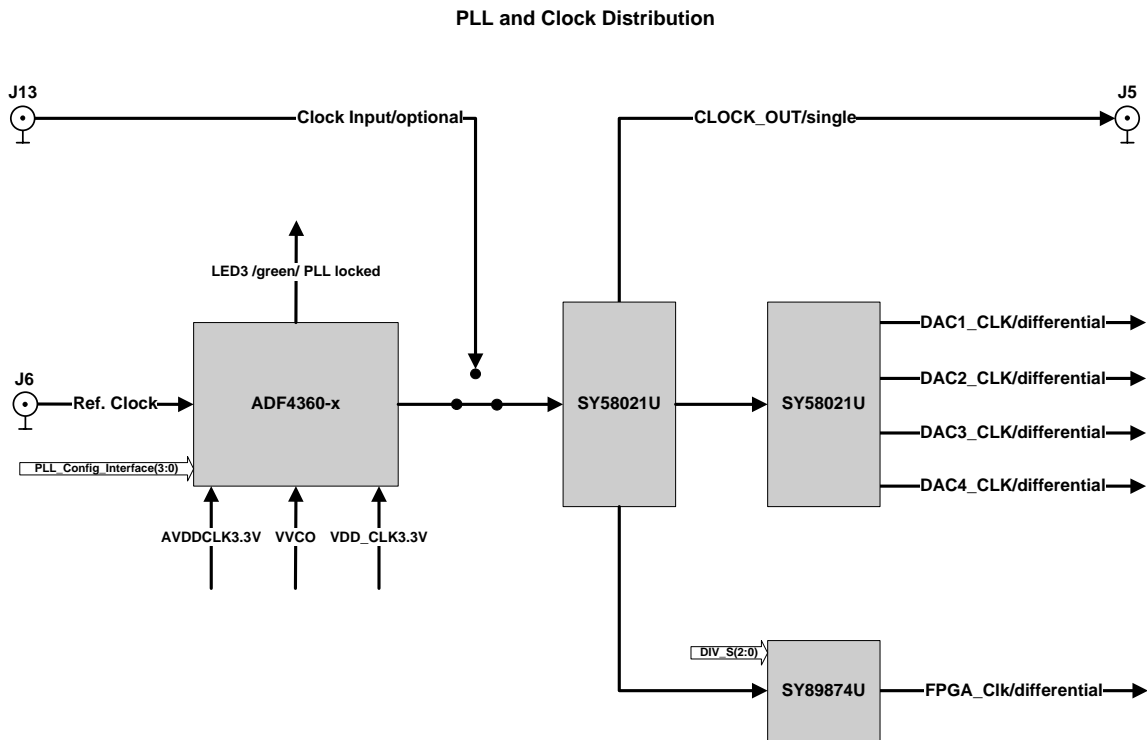 PLL and Clock Distribution
J13
Clock Input/optional
CLOCK_OUT/single
J5
LED3 /green/ PLL locked
J6
Ref. Clock
ADF4360-x
PLL_Config_Interface(3:0)
AVDDCLK3.3V
VVCO
VDD_CLK3.3V
SY58021U
SY58021U
DAC1_CLK/differential
DAC2_CLK/differential
DAC3_CLK/differential
DAC4_CLK/differential
DIV_S(2:0)
SY89874U
FPGA_Clk/differential